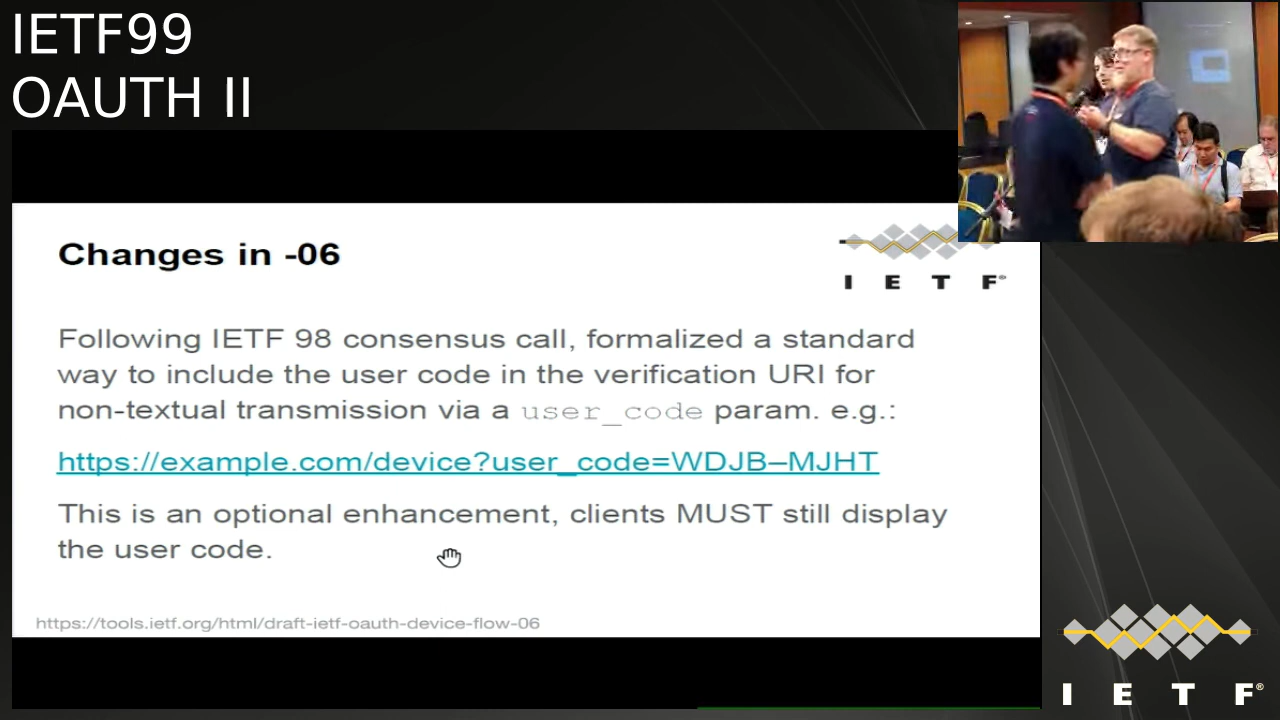 IETF99
OAUTH II
Changes in -06
I E T F®
Following IETF 98 consensus call, formalized a standard
way to include the user code in the verification URI for
non-textual transmission via a user_code param. e.g.:
https://example.com/device?user_code=WDJB–MJHT
This is an optional enhancement, clients MUST still display
the user code.
https://tools.ietf.org/html/draft-ietf-oauth-device-flow-06
I E T F®